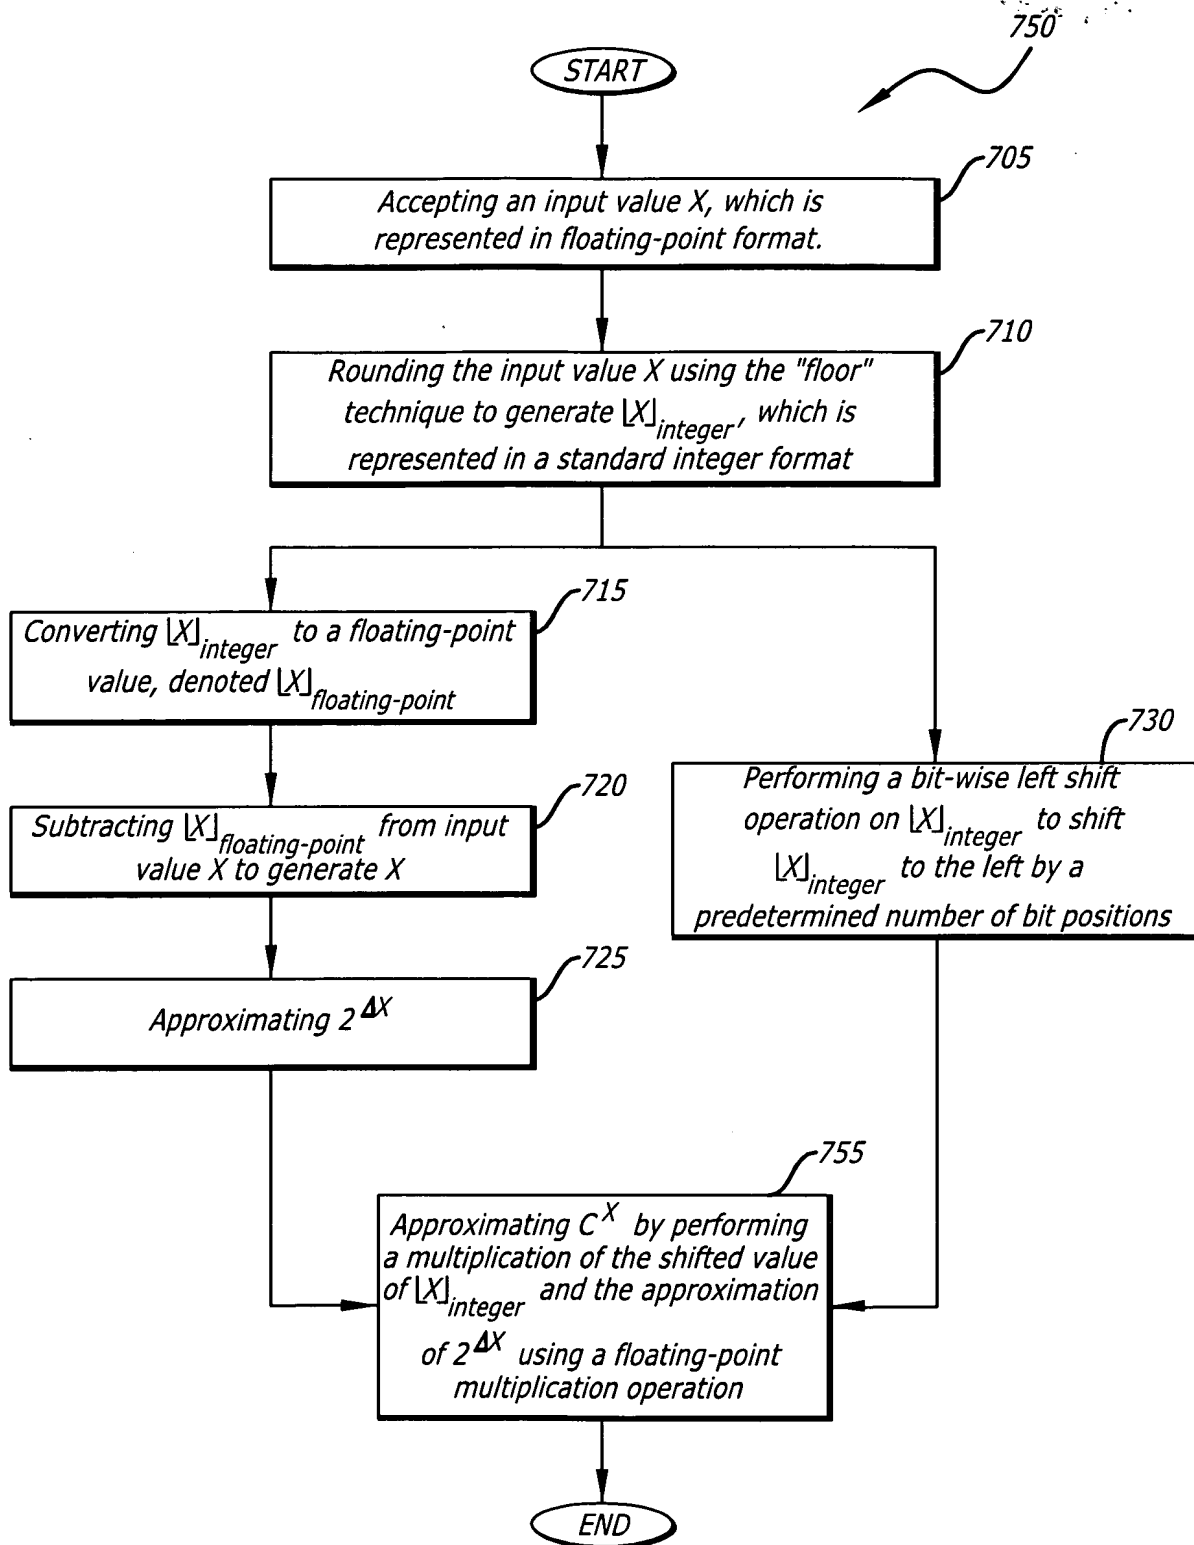 750
START
705
Accepting an input value X, which is
represented in floating-point format.
710
Rounding the input value X using the "floor"
technique to generate ⌊X⌋integer, which is
represented in a standard integer format
715
Converting ⌊X⌋integer to a floating-point
value, denoted ⌊X⌋floating-point
730
Performing a bit-wise left shift
operation on ⌊X⌋integer to shift
⌊X⌋integer to the left by a
predetermined number of bit positions
720
Subtracting ⌊X⌋floating-point from input
value X to generate X
725
Approximating 2^ΔX
755
Approximating C^X by performing
a multiplication of the shifted value
of ⌊X⌋integer and the approximation
of 2^ΔX using a floating-point
multiplication operation
END